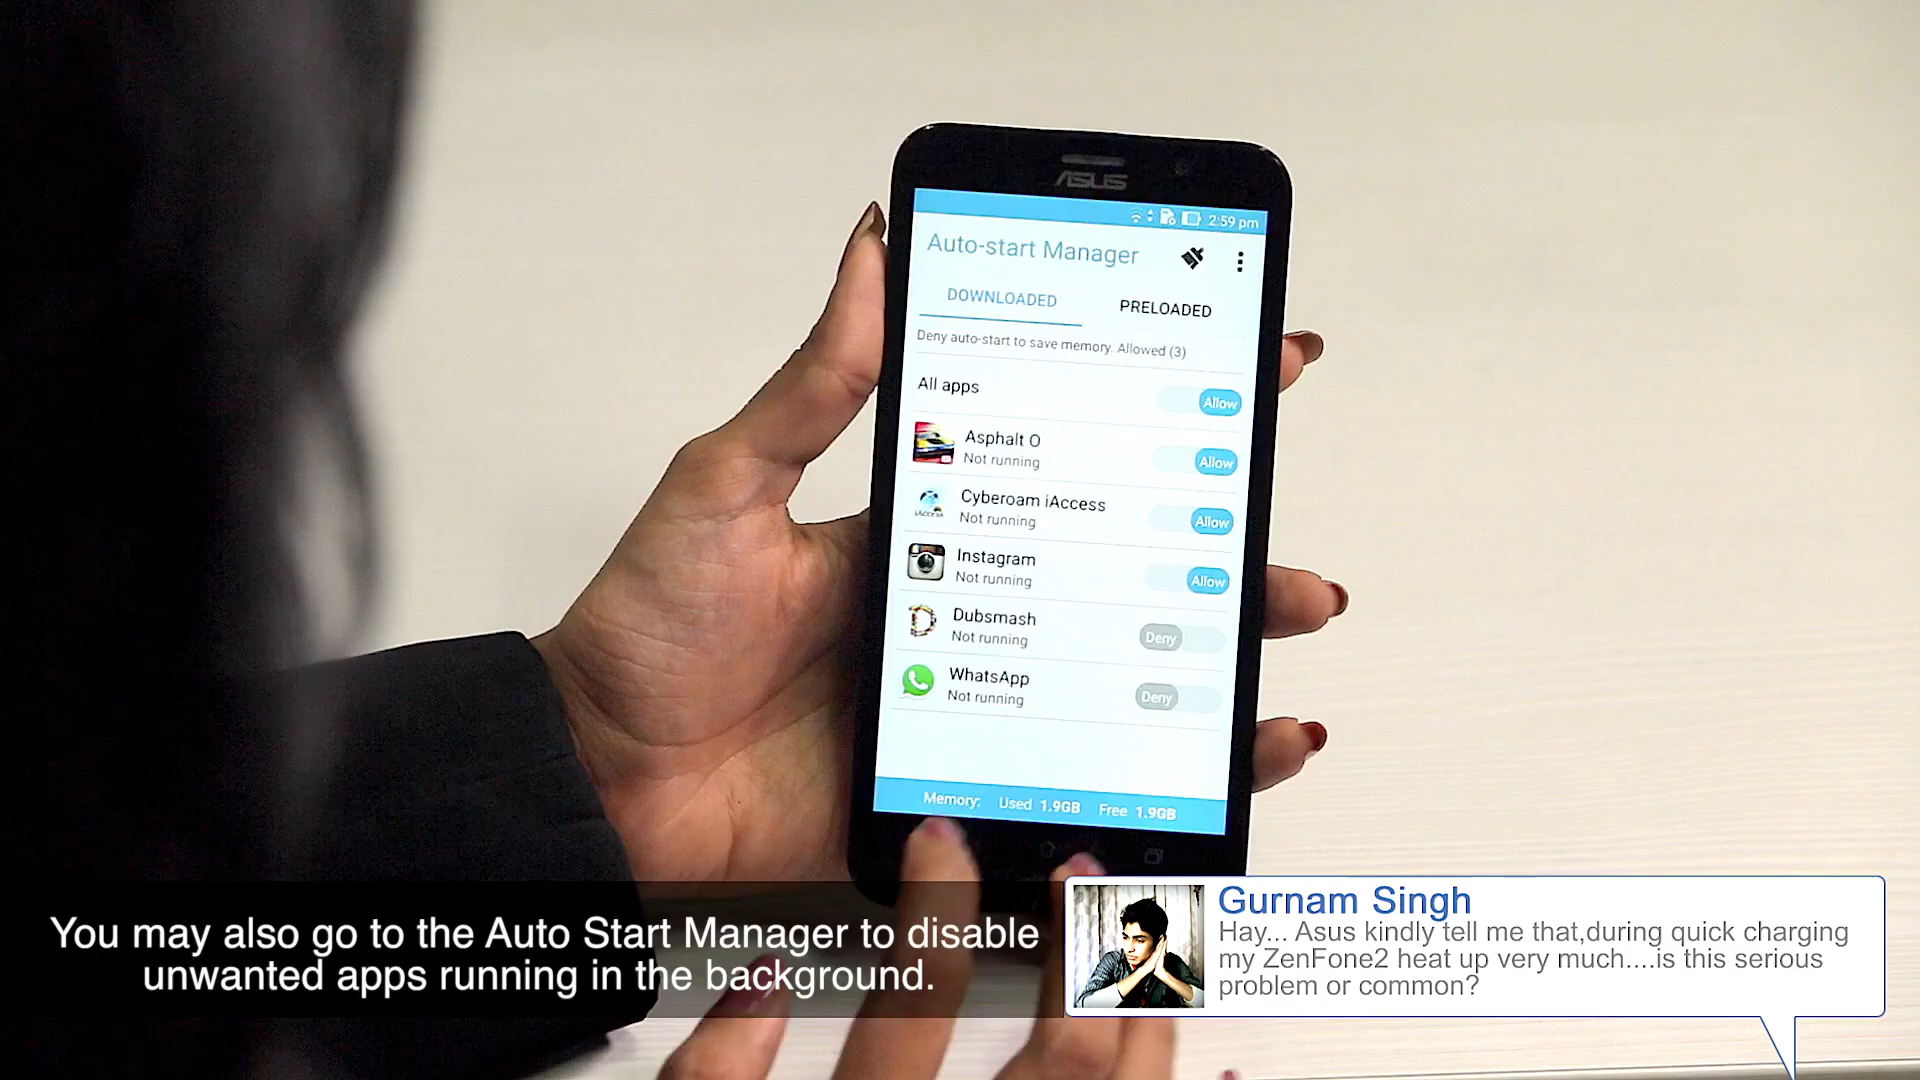 ASUS
2:59 pm
Auto-start Manager
DOWNLOADED
PRELOADED
Deny auto-start to save memory. Allowed (3)
All apps
Allow
Asphalt O
Not running
Allow
Cyberoam iAccess
Not running
Allow
Instagram
Not running
Allow
Dubsmash
Not running
Deny
WhatsApp
Not running
Deny
Memory: Used 1.9GB Free 1.9GB
You may also go to the Auto Start Manager to disable
unwanted apps running in the background.
Gurnam Singh
Hay... Asus kindly tell me that,during quick charging
my ZenFone2 heat up very much....is this serious
problem or common?